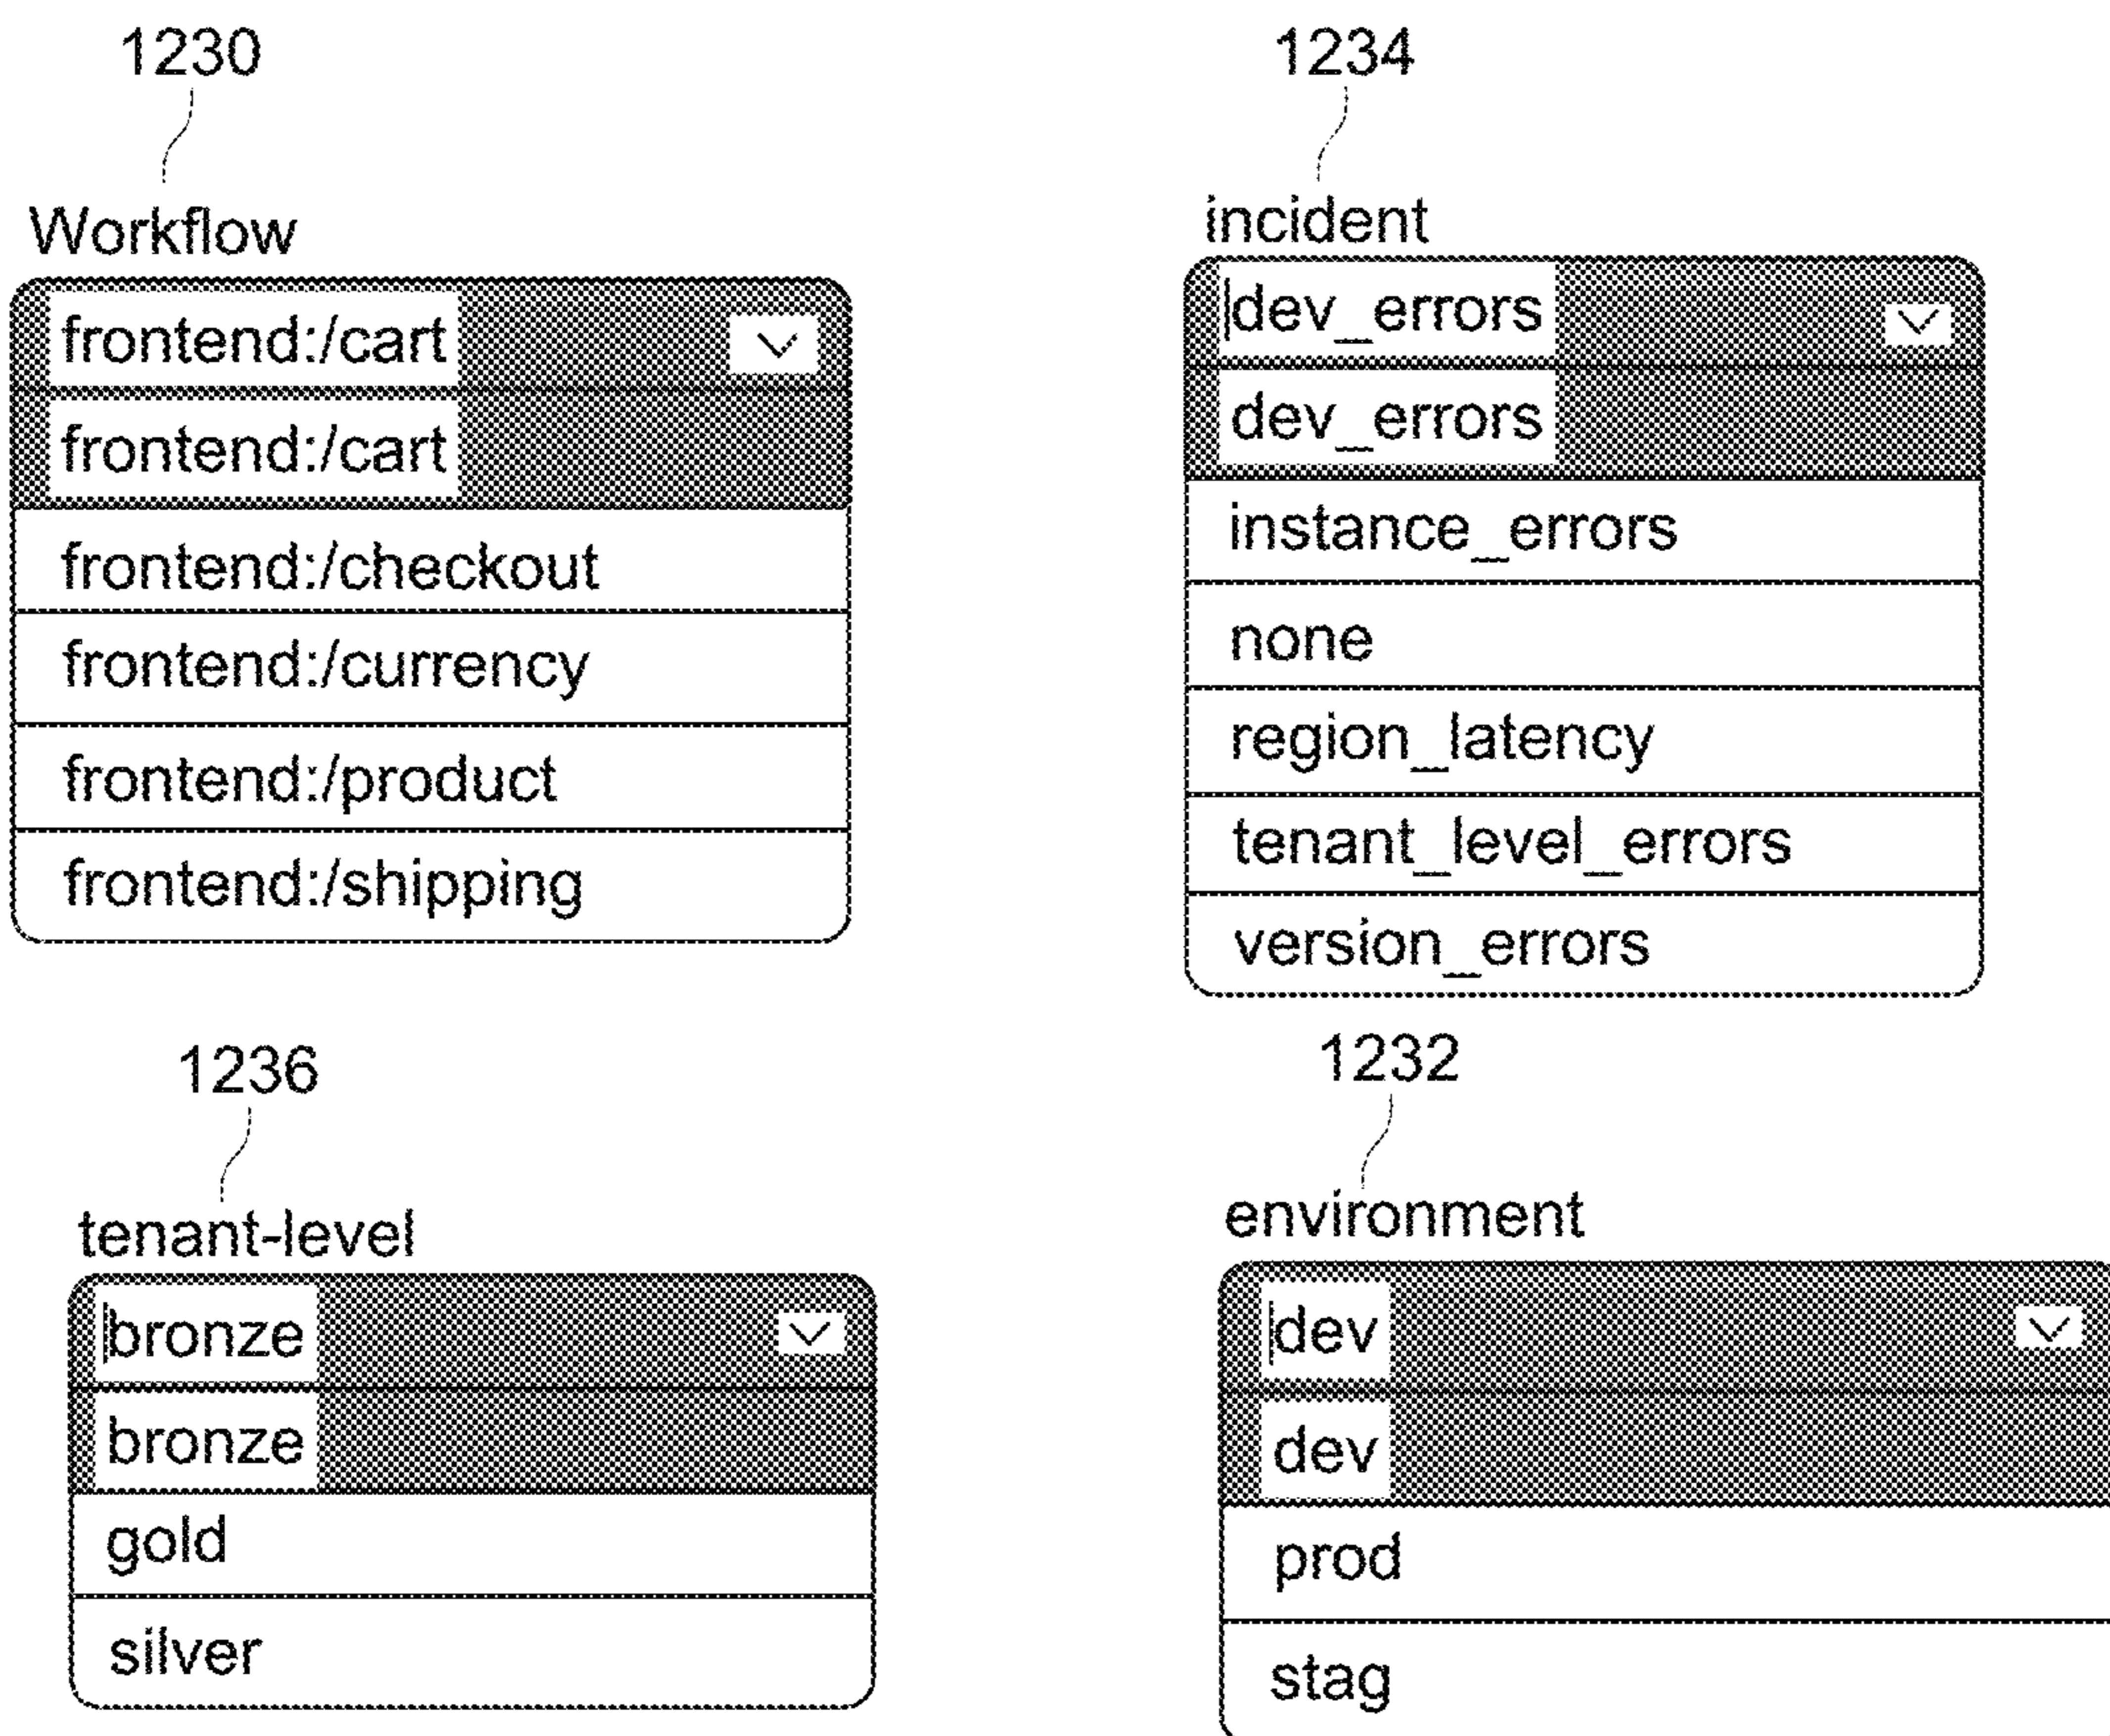 1230
Workflow
frontend:/cart
frontend:/cart
frontend:/checkout
frontend:/currency
frontend:/product
frontend:/shipping
1234
incident
dev_errors
dev_errors
instance_errors
none
region_latency
tenant_level_errors
version_errors
1236
tenant-level
bronze
bronze
gold
silver
1232
environment
dev
dev
prod
stag